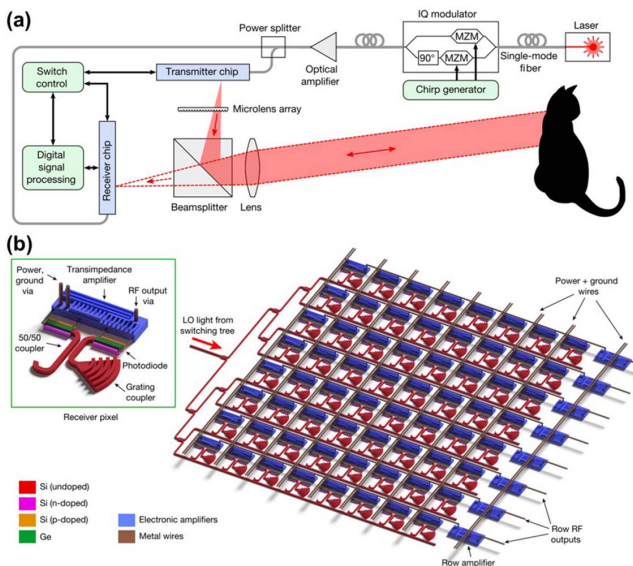 (a)
Power splitter
IQ modulator
Laser
MZM
90°
MZM
Switch
control
Transmitter chip
Optical
amplifier
Single-mode
fiber
Chirp generator
Microlens array
Digital
signal
processing
Receiver chip
Beamsplitter
Lens
(b)
Power,
ground via
Transimpedance
amplifier
RF output
via
50/50
coupler
Photodiode
Grating
coupler
Receiver pixel
LO light from
switching tree
Power + ground
wires
Si (undoped)
Si (n-doped)
Si (p-doped)
Ge
Electronic amplifiers
Metal wires
Row RF
outputs
Row amplifier